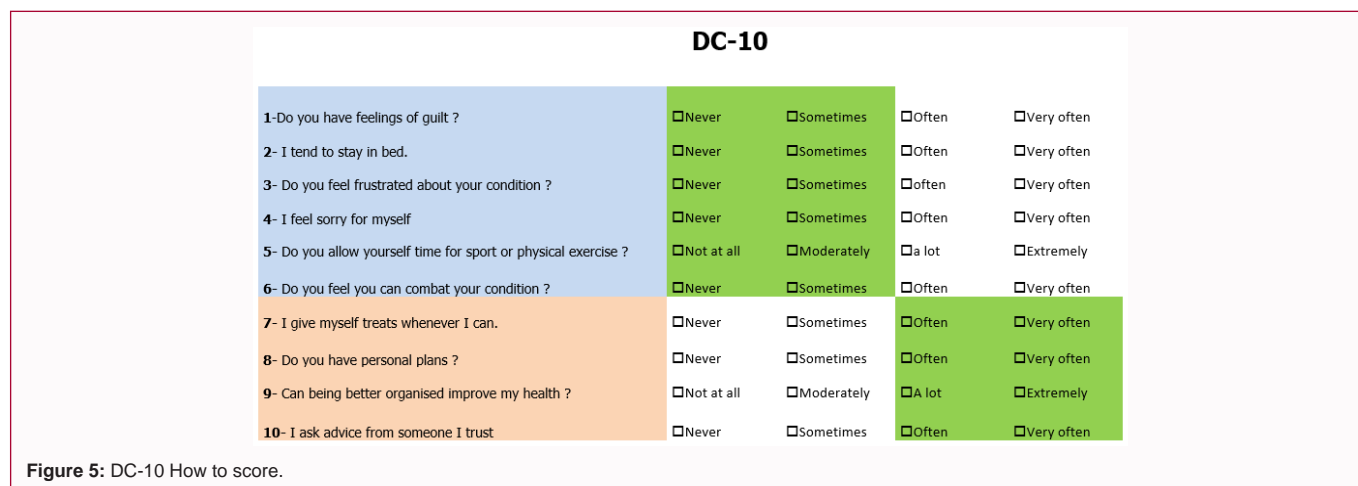 DC-10
1-Do you have feelings of guilt ? ☐Never ☐Sometimes ☐Often ☐Very often
2- I tend to stay in bed. ☐Never ☐Sometimes ☐Often ☐Very often
3- Do you feel frustrated about your condition ? ☐Never ☐Sometimes ☐often ☐Very often
4- I feel sorry for myself ☐Never ☐Sometimes ☐Often ☐Very often
5- Do you allow yourself time for sport or physical exercise ? ☐Not at all ☐Moderately ☐a lot ☐Extremely
6- Do you feel you can combat your condition ? ☐Never ☐Sometimes ☐Often ☐Very often
7- I give myself treats whenever I can. ☐Never ☐Sometimes ☐Often ☐Very often
8- Do you have personal plans ? ☐Never ☐Sometimes ☐Often ☐Very often
9- Can being better organised improve my health ? ☐Not at all ☐Moderately ☐A lot ☐Extremely
10- I ask advice from someone I trust ☐Never ☐Sometimes ☐Often ☐Very often
Figure 5: DC-10 How to score.